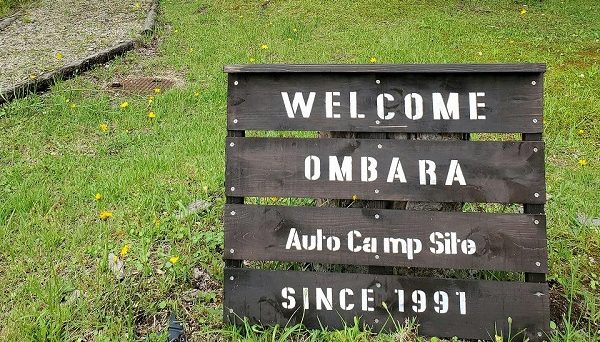 WELCOME
OMBARA
Auto Camp Site
SINCE 1991